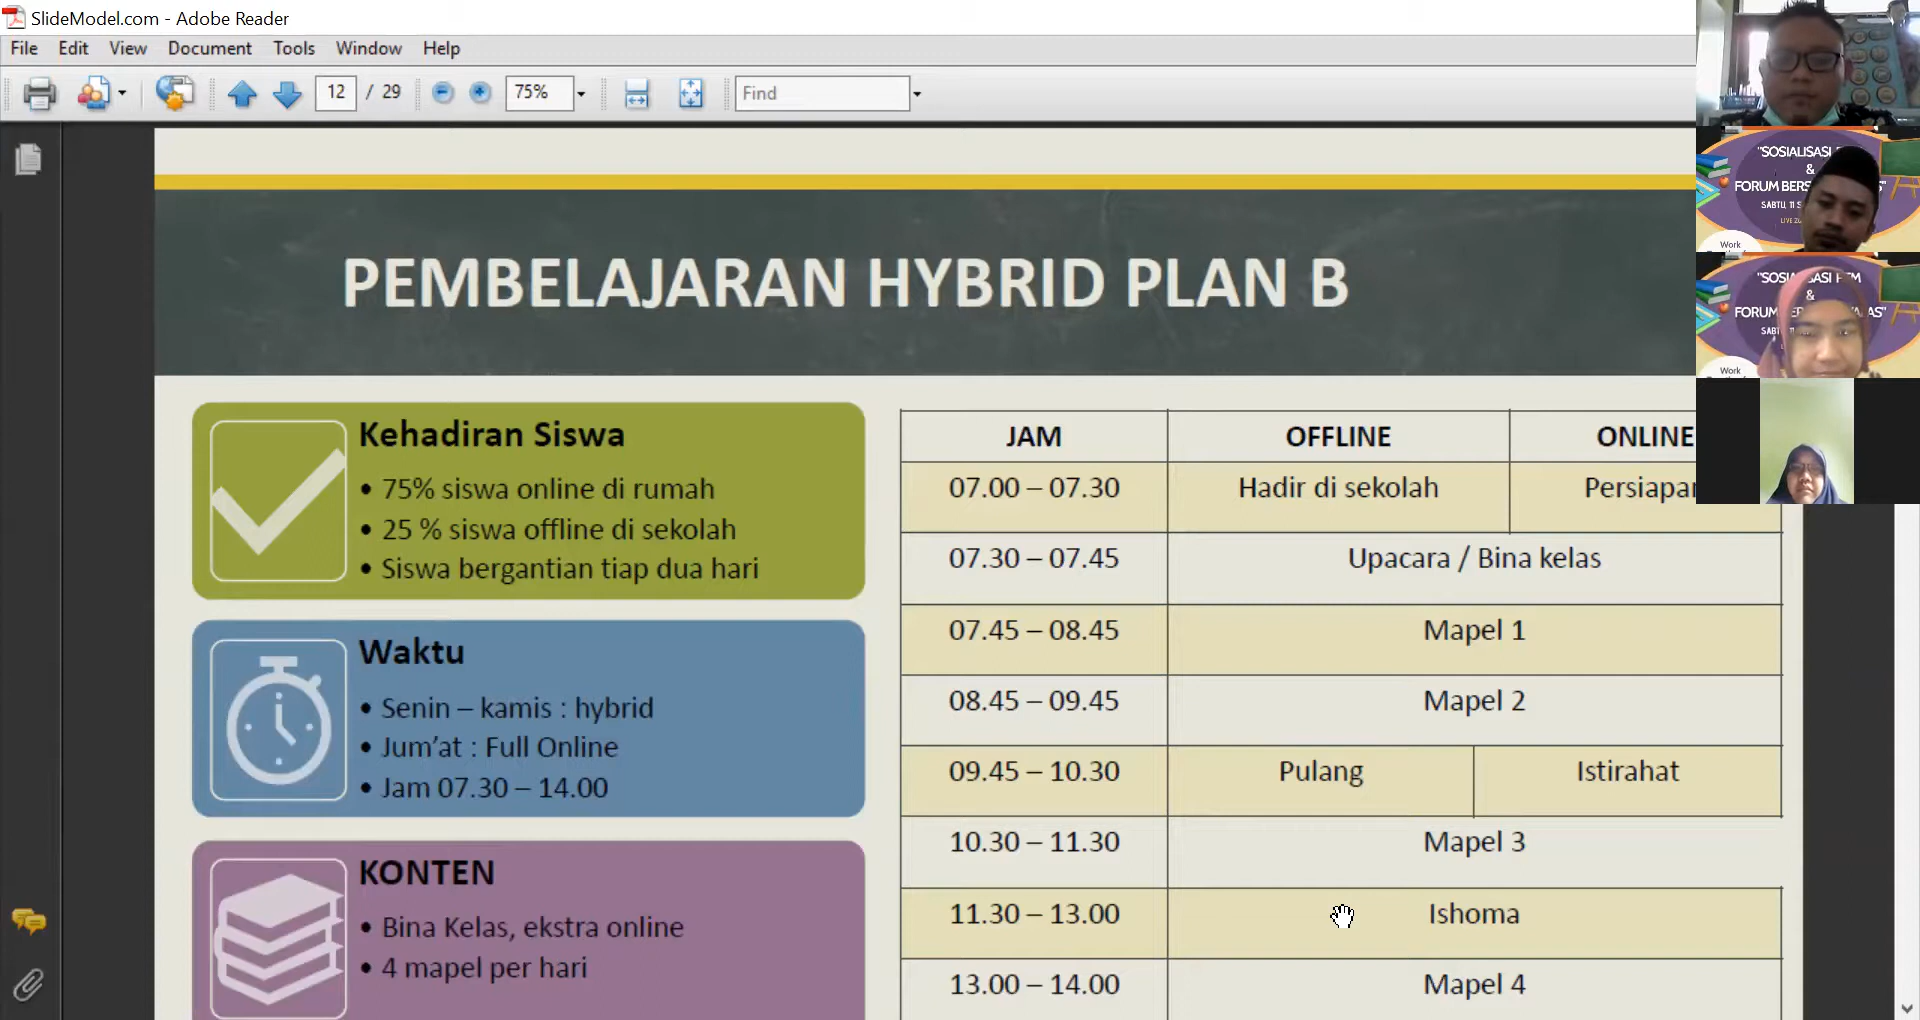 SlideModel.com - Adobe Reader
File Edit View Document Tools Window Help
12 / 29 75% Find
PEMBELAJARAN HYBRID PLAN B
Kehadiran Siswa
• 75% siswa online di rumah
• 25 % siswa offline di sekolah
• Siswa bergantian tiap dua hari
Waktu
• Senin – kamis : hybrid
• Jum’at : Full Online
• Jam 07.30 – 14.00
KONTEN
• Bina Kelas, ekstra online
• 4 mapel per hari
JAM OFFLINE ONLINE
07.00 – 07.30 Hadir di sekolah
07.30 – 07.45 Upacara / Bina kelas
07.45 – 08.45 Mapel 1
08.45 – 09.45 Mapel 2
09.45 – 10.30 Pulang Istirahat
10.30 – 11.30 Mapel 3
11.30 – 13.00 Ishoma
13.00 – 14.00 Mapel 4
"SOSIALISASI
&
FORUM
SABTU, 11
LIVE
Work
&
FORUM
Work